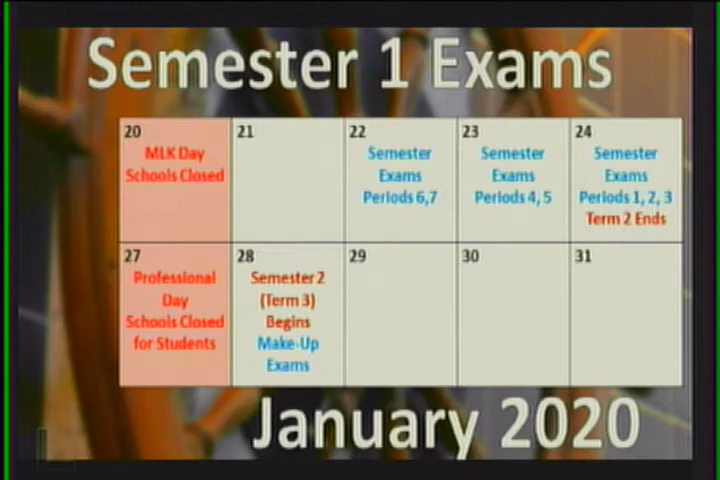 Semester 1 Exams
20
MLK Day
Schools Closed
21
22
Semester
Exams
Periods 6,7
23
Semester
Exams
Periods 4, 5
24
Semester
Exams
Periods 1, 2, 3
Term 2 Ends
27
Professional
Day
Schools Closed
for Students
28
Semester 2
(Term 3)
Begins
Make-Up
Exams
29
30
31
January 2020